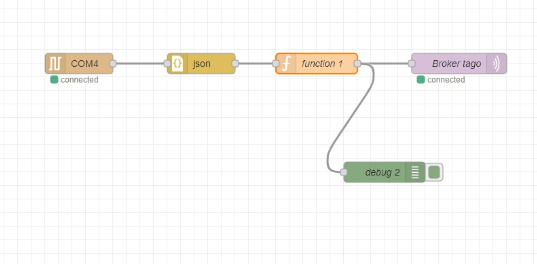 COM4
connected
json
function 1
Broker tago
connected
debug 2